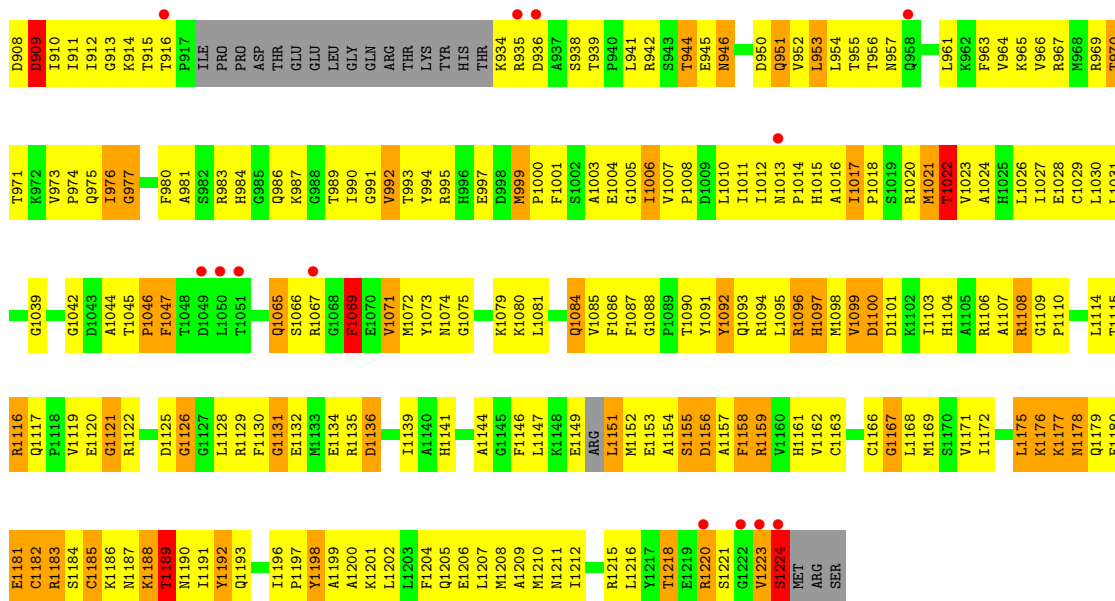 D908 D909 I910 I911 I912 G913 K914 T915 T916 P917 ILE PRO PRO ASP THR GLU GLU LEU GLY GLN ARG THR LYS TYR HIS THR K934 R935 D936 A937 S938 T939 P940 L941 R942 S943 T944 E945 N946 D950 Q951 V952 L953 L954 T955 T956 N957 Q958 L961 K962 F963 V964 K965 V966 R967 M968 R969 T970
T971 K972 V973 P974 Q975 I976 G977 F980 A981 S982 R983 H984 G985 Q986 K987 G988 T989 I990 G991 V992 T993 Y994 R995 H996 E997 D998 M999 P1000 F1001 S1002 A1003 E1004 G1005 I1006 V1007 P1008 D1009 L1010 I1011 I1012 N1013 P1014 H1015 A1016 I1017 P1018 S1019 R1020 M1021 T1022 V1023 A1024 H1025 L1026 I1027 E1028 C1029 L1030 L1031
G1039 G1042 D1043 A1044 T1045 P1046 F1047 T1048 D1049 L1050 T1051 Q1065 S1066 R1067 G1068 F1069 E1070 V1071 M1072 Y1073 N1074 G1075 K1079 K1080 L1081 Q1084 V1085 F1086 F1087 G1088 P1089 T1090 Y1091 Y1092 Q1093 R1094 L1095 R1096 H1097 M1098 V1099 D1100 D1101 K1102 I1103 H1104 A1105 R1106 A1107 R1108 G1109 P1110 L1114 T1115
R1116 Q1117 P1118 V1119 E1120 G1121 R1122 D1125 G1126 G1127 L1128 R1129 F1130 G1131 E1132 M1133 E1134 R1135 D1136 I1139 A1140 H1141 A1144 G1145 F1146 L1147 K1148 E1149 ARG L1151 M1152 E1153 A1154 S1155 D1156 A1157 F1158 R1159 V1160 H1161 V1162 C1163 C1166 G1167 L1168 M1169 S1170 V1171 I1172 L1175 K1176 K1177 N1178 Q1179 F1180
E1181 C1182 R1183 S1184 C1185 K1186 N1187 K1188 T1189 N1190 I1191 Y1192 Q1193 I1196 P1197 Y1198 A1199 A1200 K1201 L1202 L1203 F1204 Q1205 E1206 L1207 M1208 A1209 M1210 N1211 I1212 R1215 L1216 Y1217 T1218 E1219 R1220 S1221 G1222 V1223 S1224 MET ARG SER